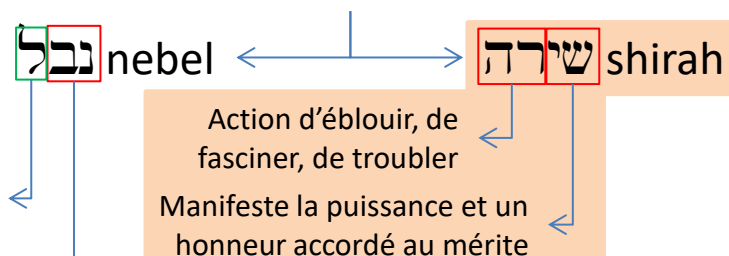 נבל nebel
שירה shirah
Action d’éblouir, de
fasciner, de troubler
Manifeste la puissance et un
honneur accordé au mérite